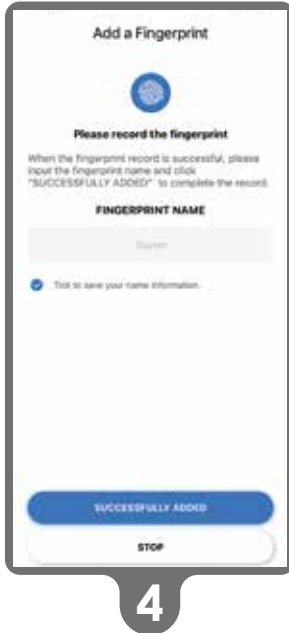 Add a Fingerprint
Please record the fingerprint
When the fingerprint record is successful, please
input the fingerprint name and click
"SUCCESSFULLY ADDED" to complete the record.
FINGERPRINT NAME
Name
Tick to save your name information.
SUCCESSFULLY ADDED
STOP
4